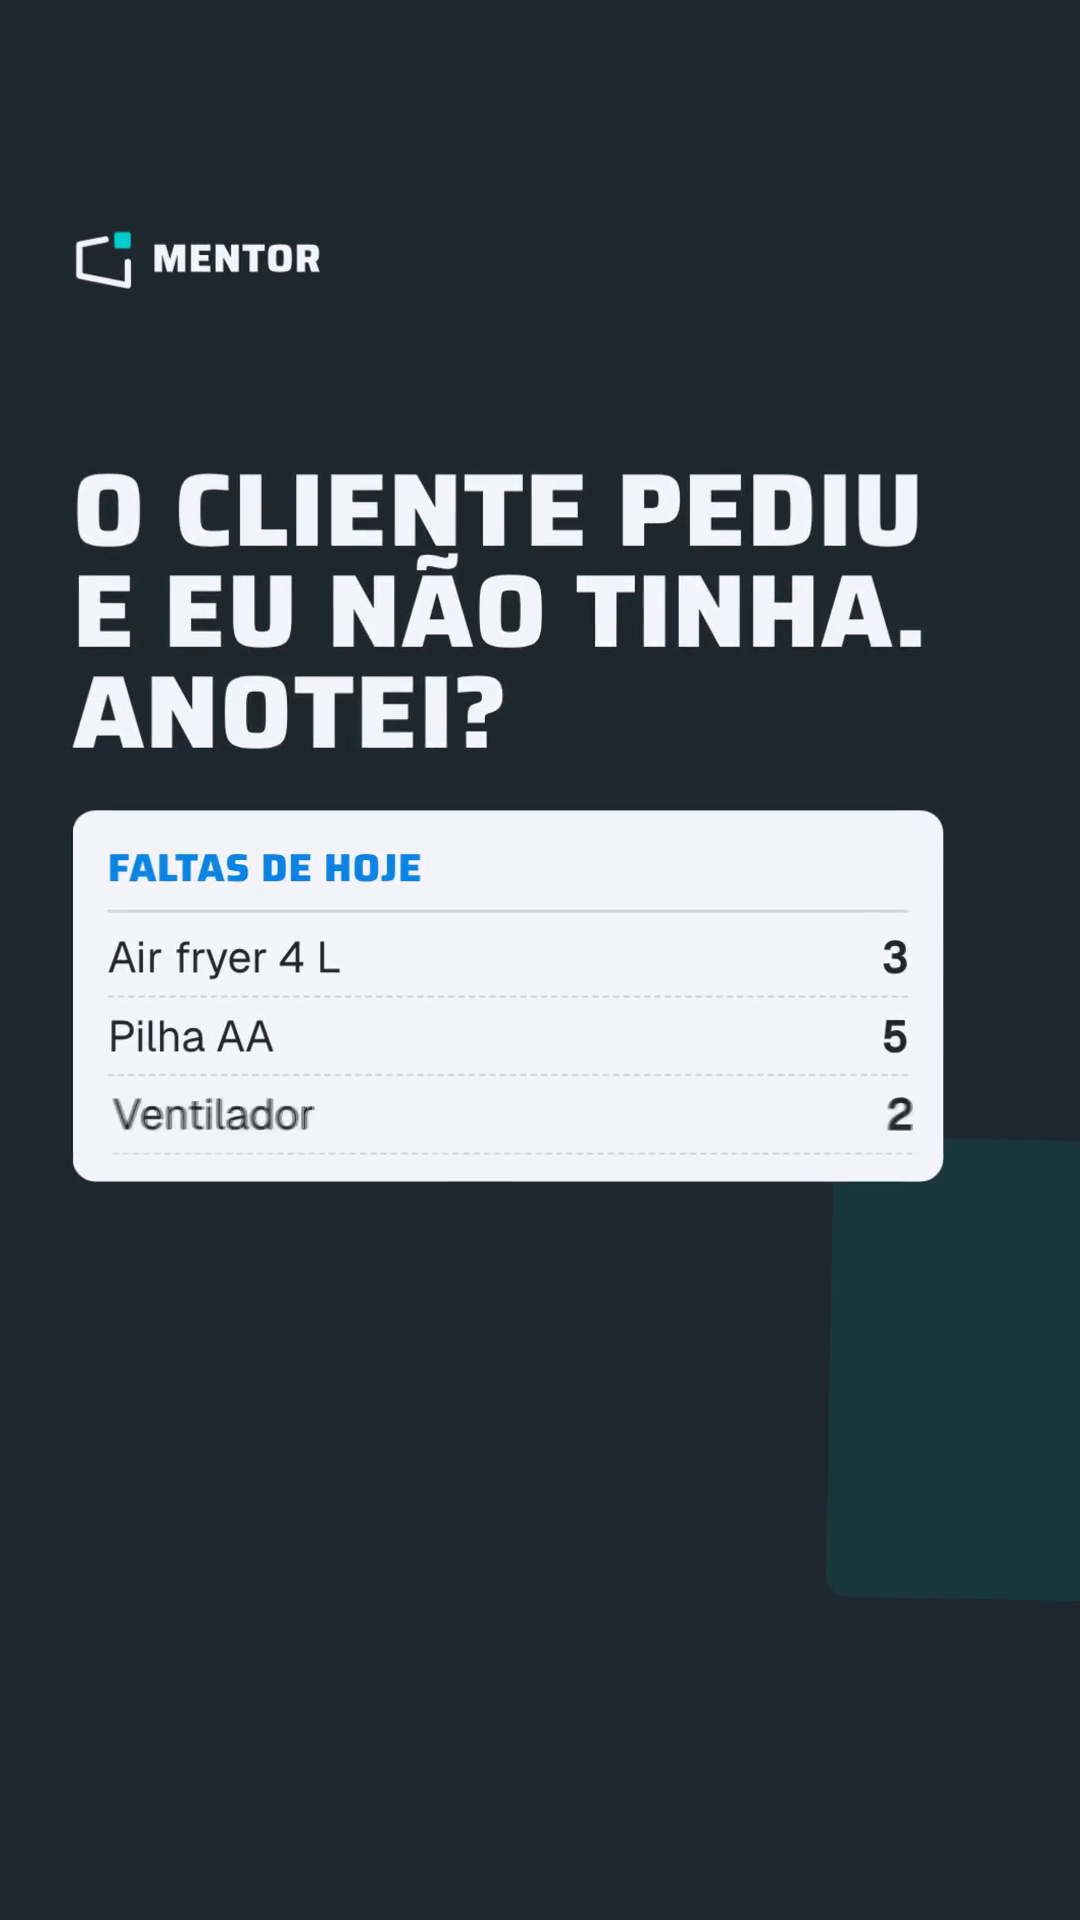 MENTOR
O CLIENTE PEDIU
E EU NÃO TINHA.
ANOTEI?
FALTAS DE HOJE
Air fryer 4 L 3
Pilha AA 5
Ventilador 2